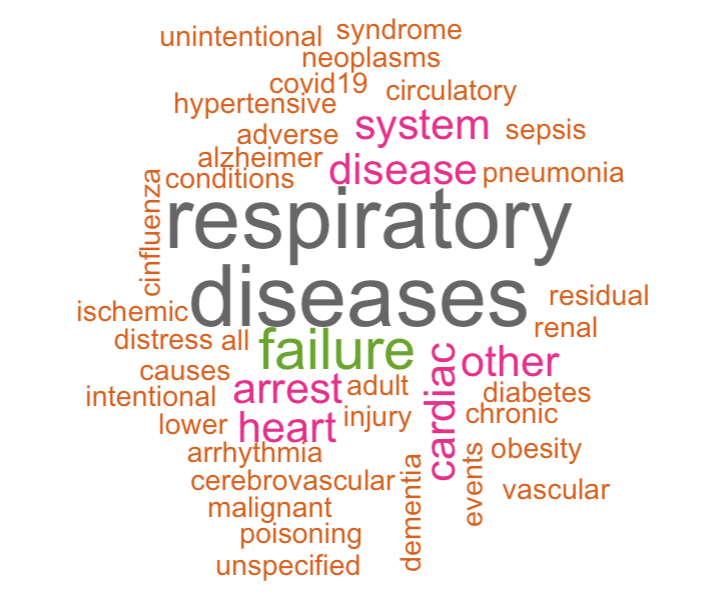 unintentional
syndrome
neoplasms
covid19
circulatory
hypertensive
system
adverse
sepsis
alzheimer
disease
pneumonia
conditions
cinfluenza
respiratory
diseases
residual
ischemic
renal
distress
all
failure
other
causes
arrest
adult
cardiac
diabetes
intentional
chronic
lower
heart
injury
arrhythmia
obesity
events
cerebrovascular
dementia
vascular
malignant
poisoning
unspecified